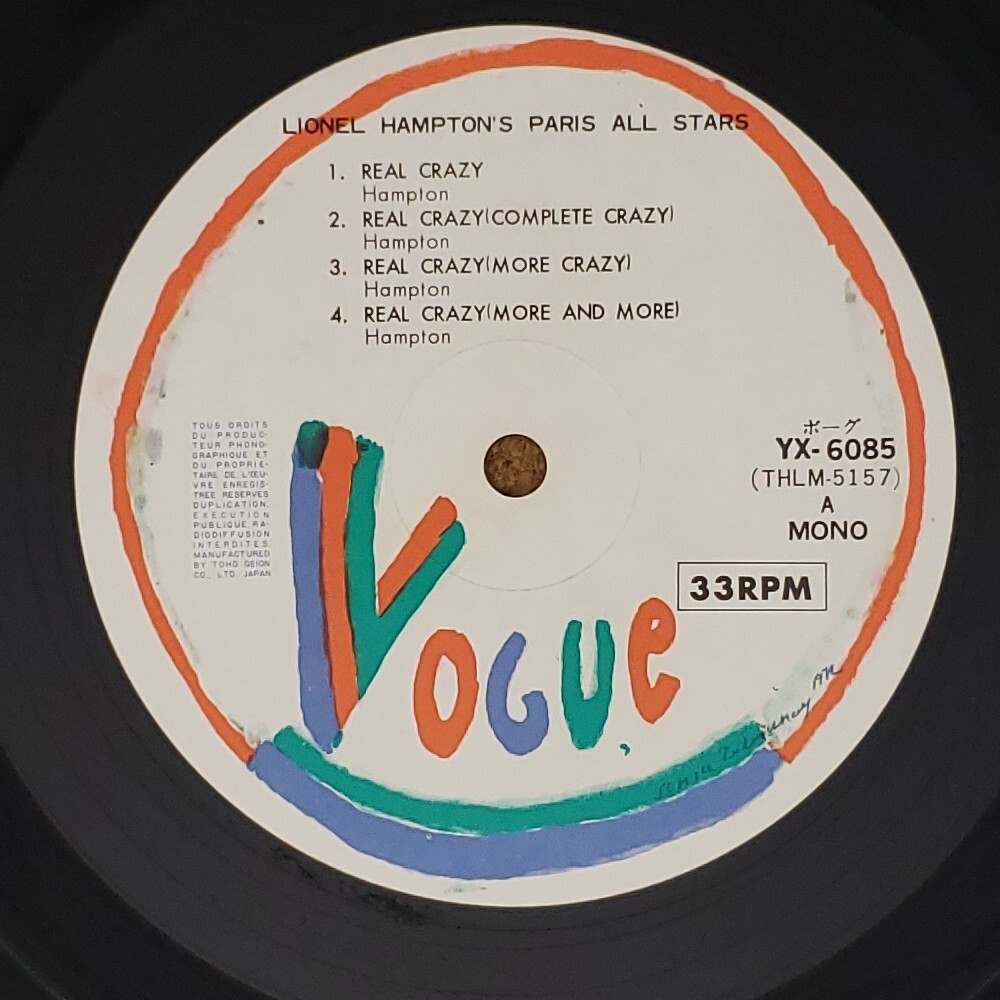 LIONEL HAMPTON'S PARIS ALL STARS
1. REAL CRAZY
Hampton
2. REAL CRAZY(COMPLETE CRAZY)
Hampton
3. REAL CRAZY(MORE CRAZY)
Hampton
4. REAL CRAZY(MORE AND MORE)
Hampton
TOUS DROITS
DU PRODUC-
TEUR PHONO-
GRAPHIQUE ET
DU PROPRIE-
TAIRE DE L'ŒU-
VRE ENREGIS-
TREE RESERVES
DUPLICATION,
EXECUTION
PUBLIQUE, RA-
DIODIFFUSION
INTERDITES.
MANUFACTURED
BY TOHO GEION
CO., LTD. JAPAN
ボーグ
YX-6085
(THLM-5157)
A
MONO
33RPM
VOGUE